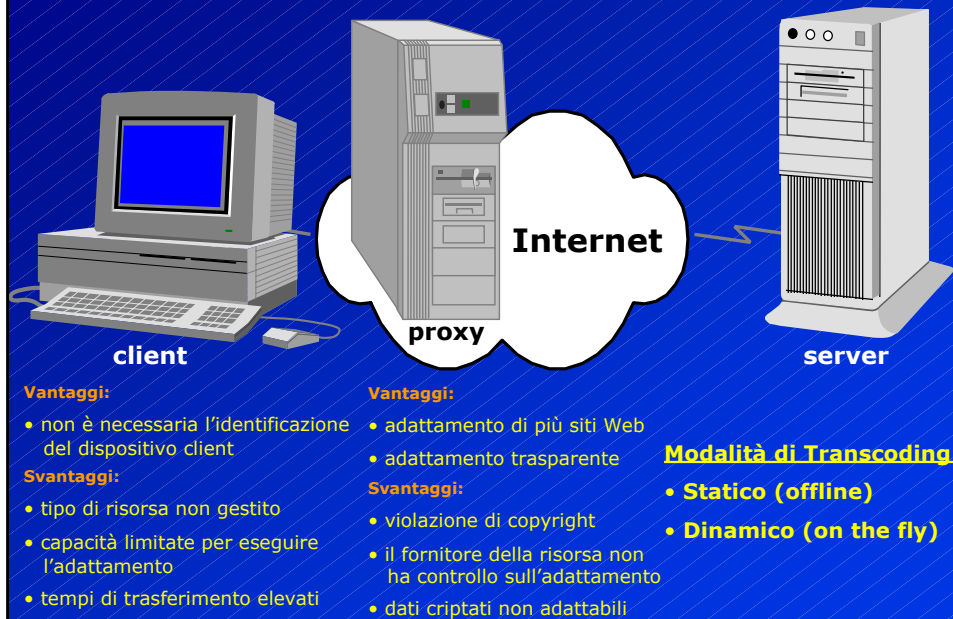 Internet
proxy
client
server
Vantaggi:
• non è necessaria l'identificazione
del dispositivo client
Svantaggi:
• tipo di risorsa non gestito
• capacità limitate per eseguire
l'adattamento
• tempi di trasferimento elevati
Vantaggi:
• adattamento di più siti Web
• adattamento trasparente
Svantaggi:
• violazione di copyright
• il fornitore della risorsa non
ha controllo sull'adattamento
• dati criptati non adattabili
Modalità di Transcoding
• Statico (offline)
• Dinamico (on the fly)